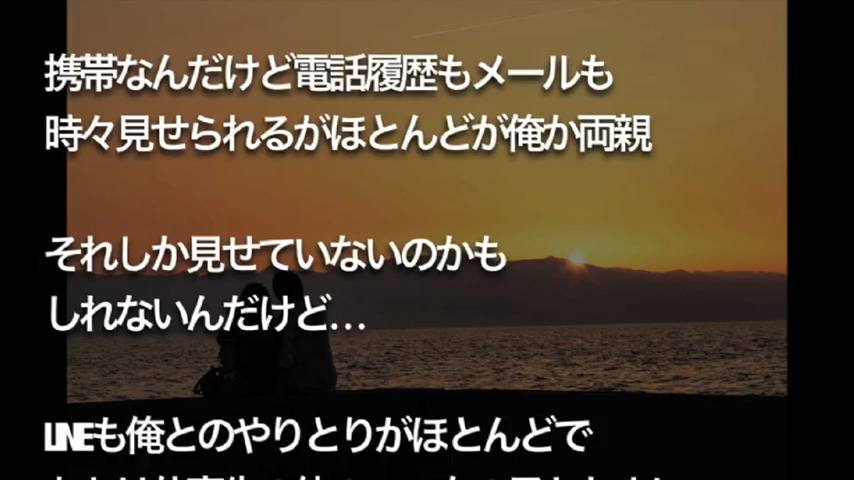 携帯なんだけど電話履歴もメールも
時々見せられるがほとんどが俺か両親
それしか見せていないのかも
しれないんだけど…
LINEも俺とのやりとりがほとんどで